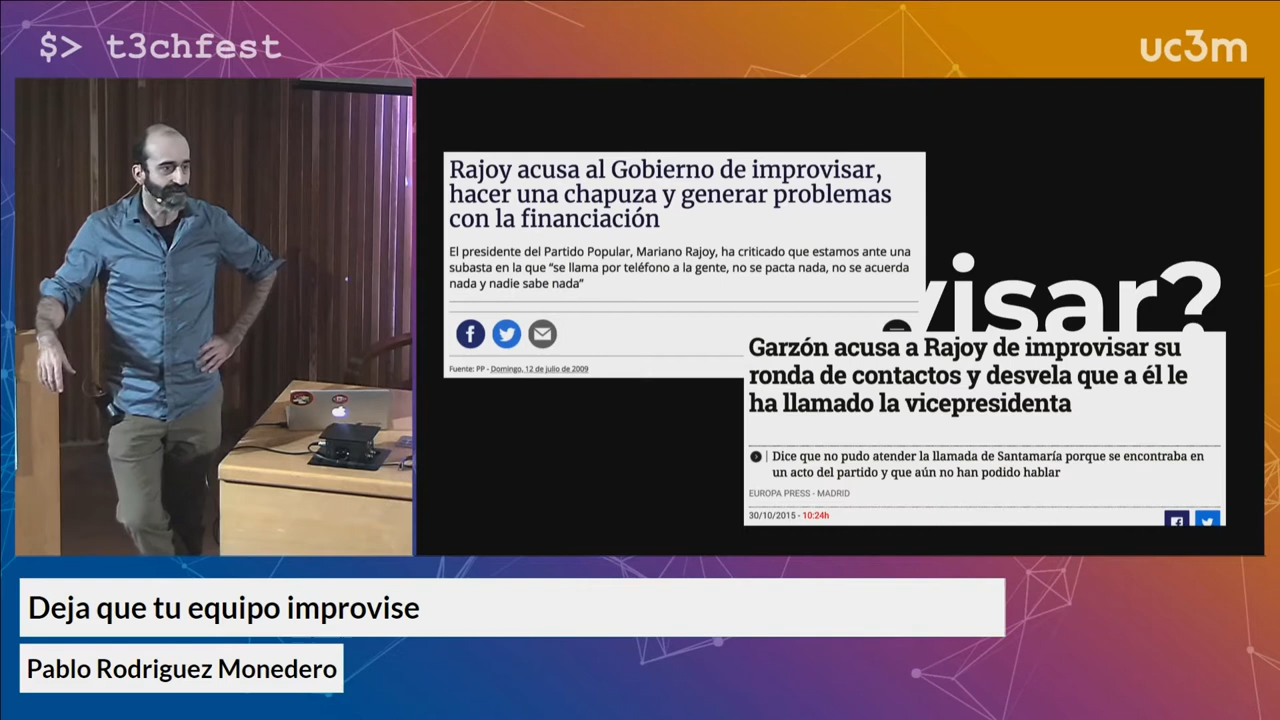 $> t3chfest
uc3m
Rajoy acusa al Gobierno de improvisar,
hacer una chapuza y generar problemas
con la financiación
El presidente del Partido Popular, Mariano Rajoy, ha criticado que estamos ante una
subasta en la que “se llama por teléfono a la gente, no se pacta nada, no se acuerda
nada y nadie sabe nada”
Fuente: PP - Domingo, 12 de julio de 2009
visar?
Garzón acusa a Rajoy de improvisar su
ronda de contactos y desvela que a él le
ha llamado la vicepresidenta
Dice que no pudo atender la llamada de Santamaría porque se encontraba en
un acto del partido y que aún no han podido hablar
EUROPA PRESS - MADRID
30/10/2015 - 10:24h
Deja que tu equipo improvise
Pablo Rodriguez Monedero